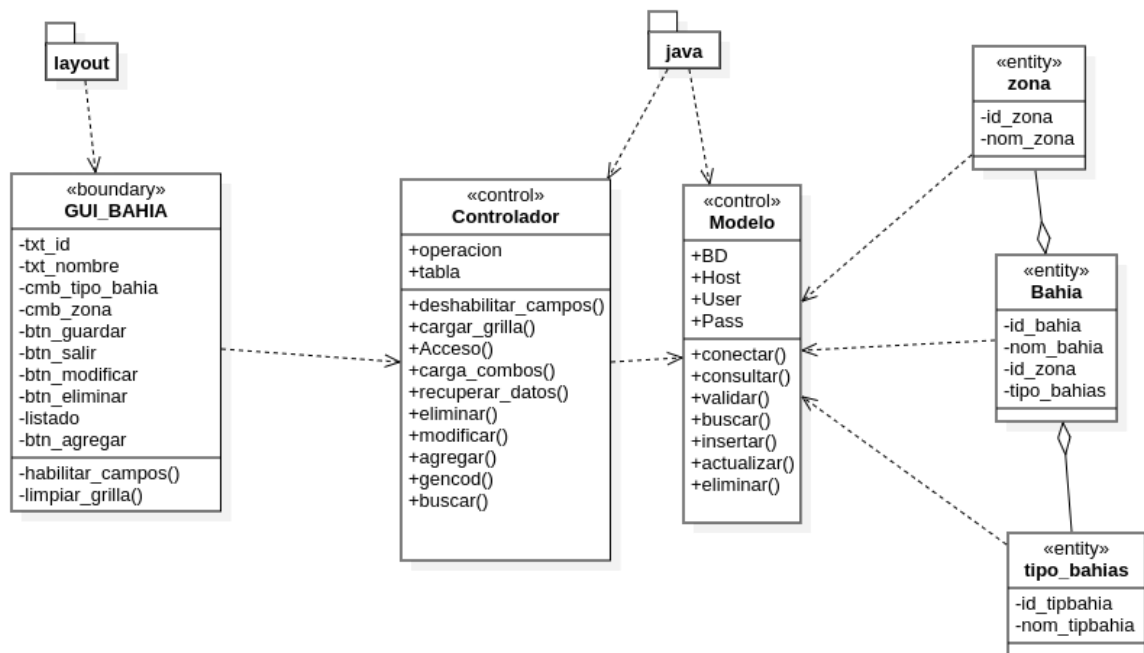 layout
java
«boundary»
GUI_BAHIA
-txt_id
-txt_nombre
-cmb_tipo_bahia
-cmb_zona
-btn_guardar
-btn_salir
-btn_modificar
-btn_eliminar
-listado
-btn_agregar
-habilitar_campos()
-limpiar_grilla()
«control»
Controlador
+operacion
+tabla
+deshabilitar_campos()
+cargar_grilla()
+Acceso()
+carga_combos()
+recuperar_datos()
+eliminar()
+modificar()
+agregar()
+gencod()
+buscar()
«control»
Modelo
+BD
+Host
+User
+Pass
+conectar()
+consultar()
+validar()
+buscar()
+insertar()
+actualizar()
+eliminar()
«entity»
zona
-id_zona
-nom_zona
«entity»
Bahia
-id_bahia
-nom_bahia
-id_zona
-tipo_bahias
«entity»
tipo_bahias
-id_tipbahia
-nom_tipbahia